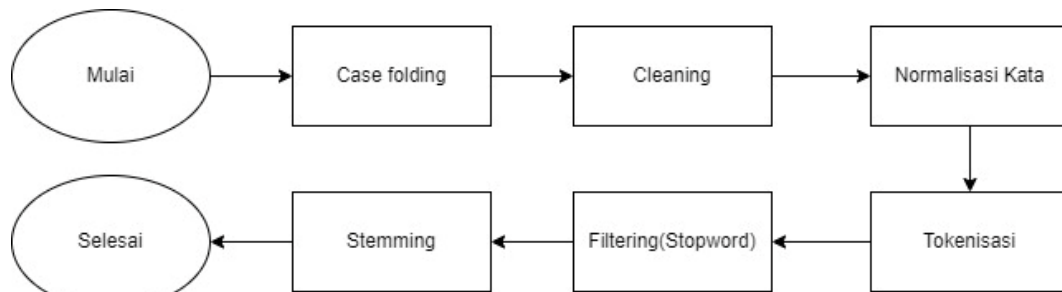 Mulai
Case folding
Cleaning
Normalisasi Kata
Tokenisasi
Filtering(Stopword)
Stemming
Selesai